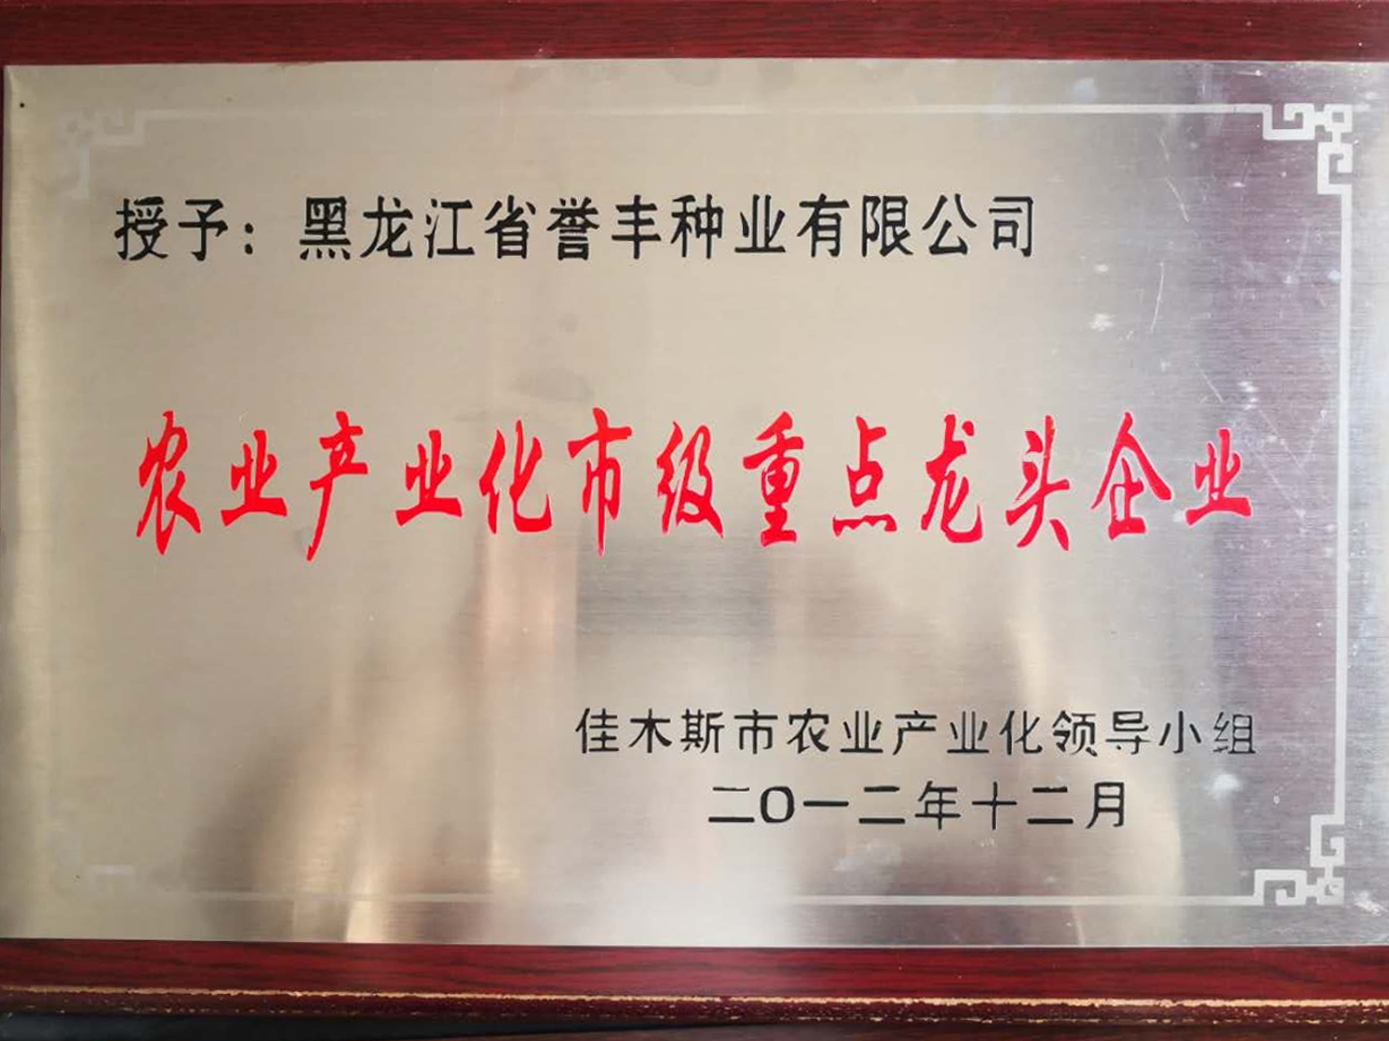 授予：黑龙江省誉丰种业有限公司
农业产业化市级重点龙头企业
佳木斯市农业产业化领导小组
二〇一二年十二月